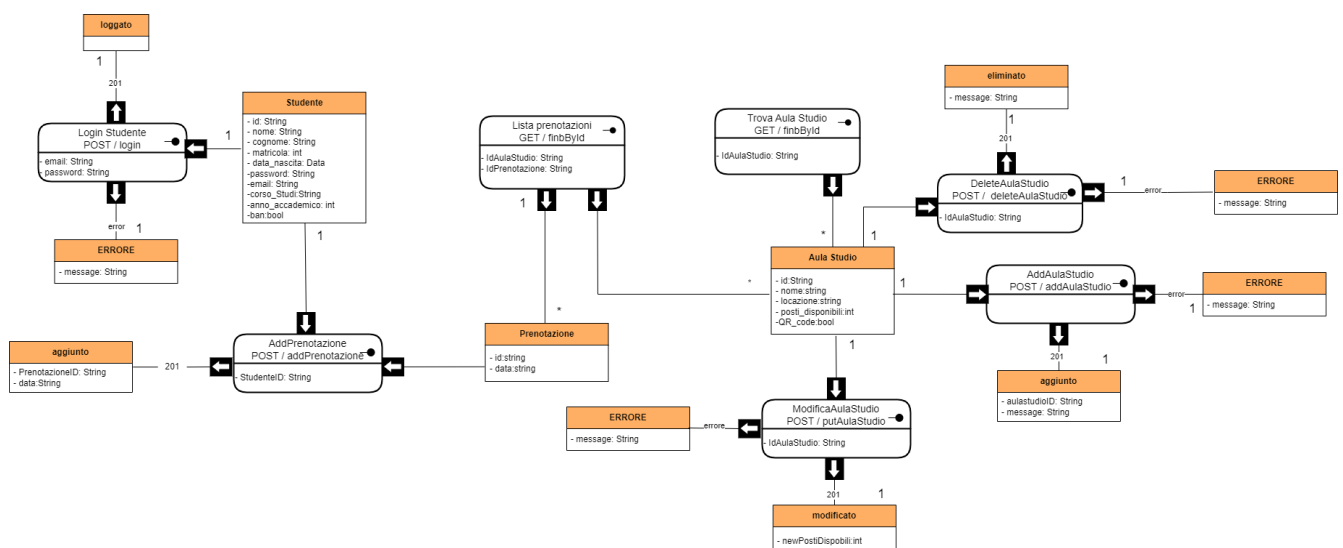 loggato
1
201
Login Studente
POST / login
- email: String
- password: String
error
1
ERRORE
- message: String
1
Studente
- id: String
- nome: String
- cognome: String
- matricola: int
- data_nascita: Data
-password: String
-email: String
-corso_Studi:String
-anno_accademico: int
-ban:bool
1
AddPrenotazione
POST / addPrenotazione
- StudenteID: String
201
aggiunto
- PrenotazioneID: String
- data:String
Lista prenotazioni
GET / finbById
- IdAulaStudio: String
- IdPrenotazione: String
1
*
Prenotazione
- id:string
- data:string
*
Trova Aula Studio
GET / finbById
- IdAulaStudio: String
*
Aula Studio
- id:String
- nome:string
- locazione:string
- posti_disponibili:int
-QR_code:bool
1
eliminato
- message: String
1
201
DeleteAulaStudio
POST / deleteAulaStudio
- IdAulaStudio: String
1
error
ERRORE
- message: String
1
AddAulaStudio
POST / addAulaStudio
error
1
ERRORE
- message: String
201
1
aggiunto
- aulastudioID: String
- message: String
1
ModificaAulaStudio
POST / putAulaStudio
- IdAulaStudio: String
errore
ERRORE
- message: String
201
1
modificato
- newPostiDispobili:int